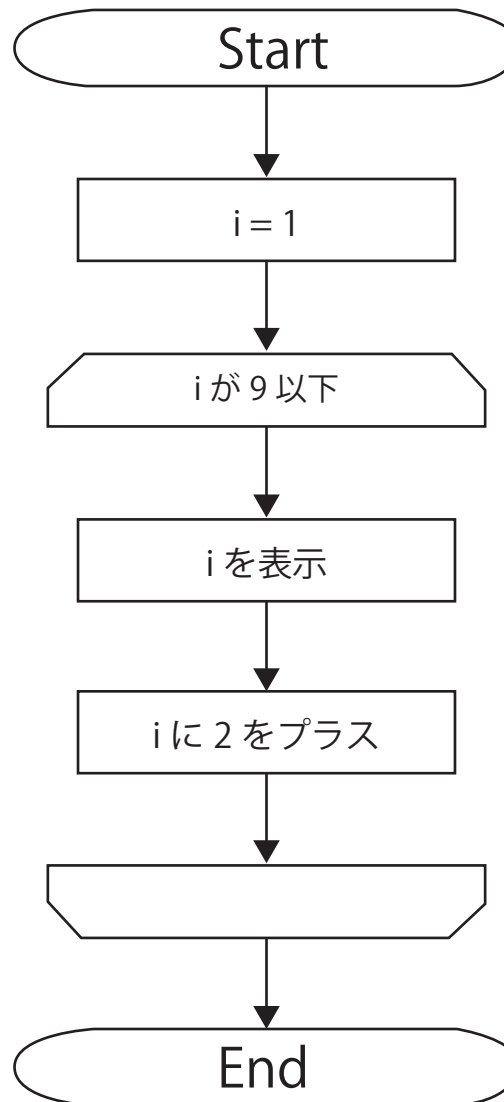 Start
i = 1
i が 9 以下
i を表示
i に 2 をプラス
End